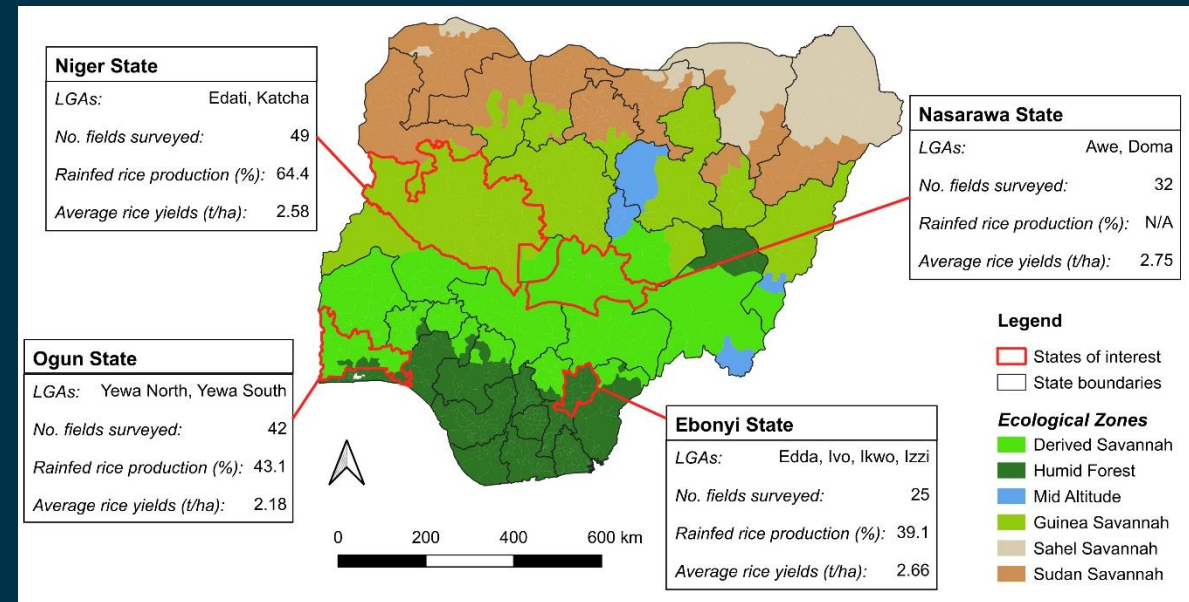 Niger State
LGAs: Edati, Katcha
No. fields surveyed: 49
Rainfed rice production (%): 64.4
Average rice yields (t/ha): 2.58
Nasarawa State
LGAs: Awe, Doma
No. fields surveyed: 32
Rainfed rice production (%): N/A
Average rice yields (t/ha): 2.75
Ogun State
LGAs: Yewa North, Yewa South
No. fields surveyed: 42
Rainfed rice production (%): 43.1
Average rice yields (t/ha): 2.18
Ebonyi State
LGAs: Edda, Ivo, Ikwo, Izzi
No. fields surveyed: 25
Rainfed rice production (%): 39.1
Average rice yields (t/ha): 2.66
0 200 400 600 km
Legend
States of interest
State boundaries
Ecological Zones
Derived Savannah
Humid Forest
Mid Altitude
Guinea Savannah
Sahel Savannah
Sudan Savannah